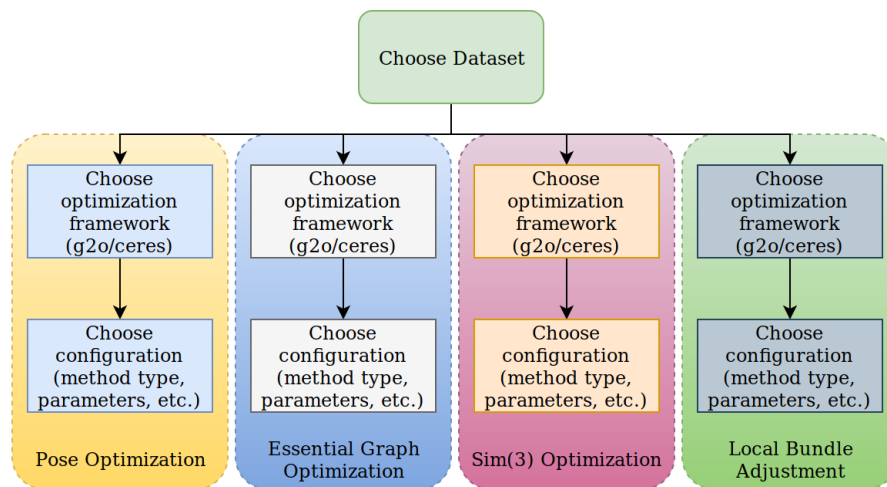 Choose Dataset
Choose
optimization
framework
(g2o/ceres)
Choose
configuration
(method type,
parameters, etc.)
Pose Optimization
Choose
optimization
framework
(g2o/ceres)
Choose
configuration
(method type,
parameters, etc.)
Essential Graph
Optimization
Choose
optimization
framework
(g2o/ceres)
Choose
configuration
(method type,
parameters, etc.)
Sim(3) Optimization
Choose
optimization
framework
(g2o/ceres)
Choose
configuration
(method type,
parameters, etc.)
Local Bundle
Adjustment